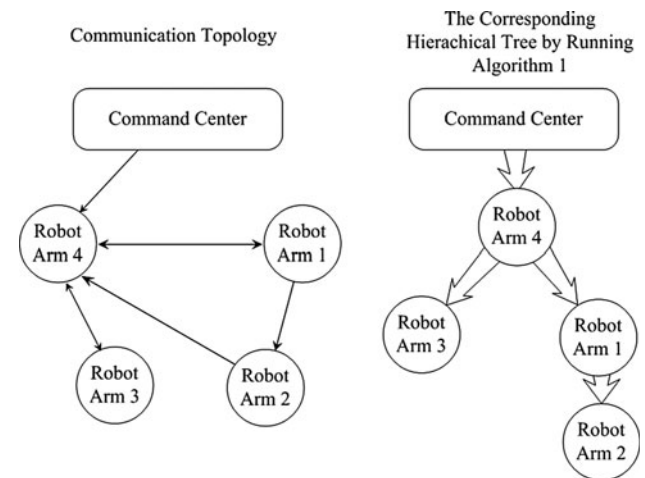 Communication Topology
Command Center
Robot
Arm 4
Robot
Arm 1
Robot
Arm 3
Robot
Arm 2
The Corresponding
Hierachical Tree by Running
Algorithm 1
Command Center
Robot
Arm 4
Robot
Arm 3
Robot
Arm 1
Robot
Arm 2